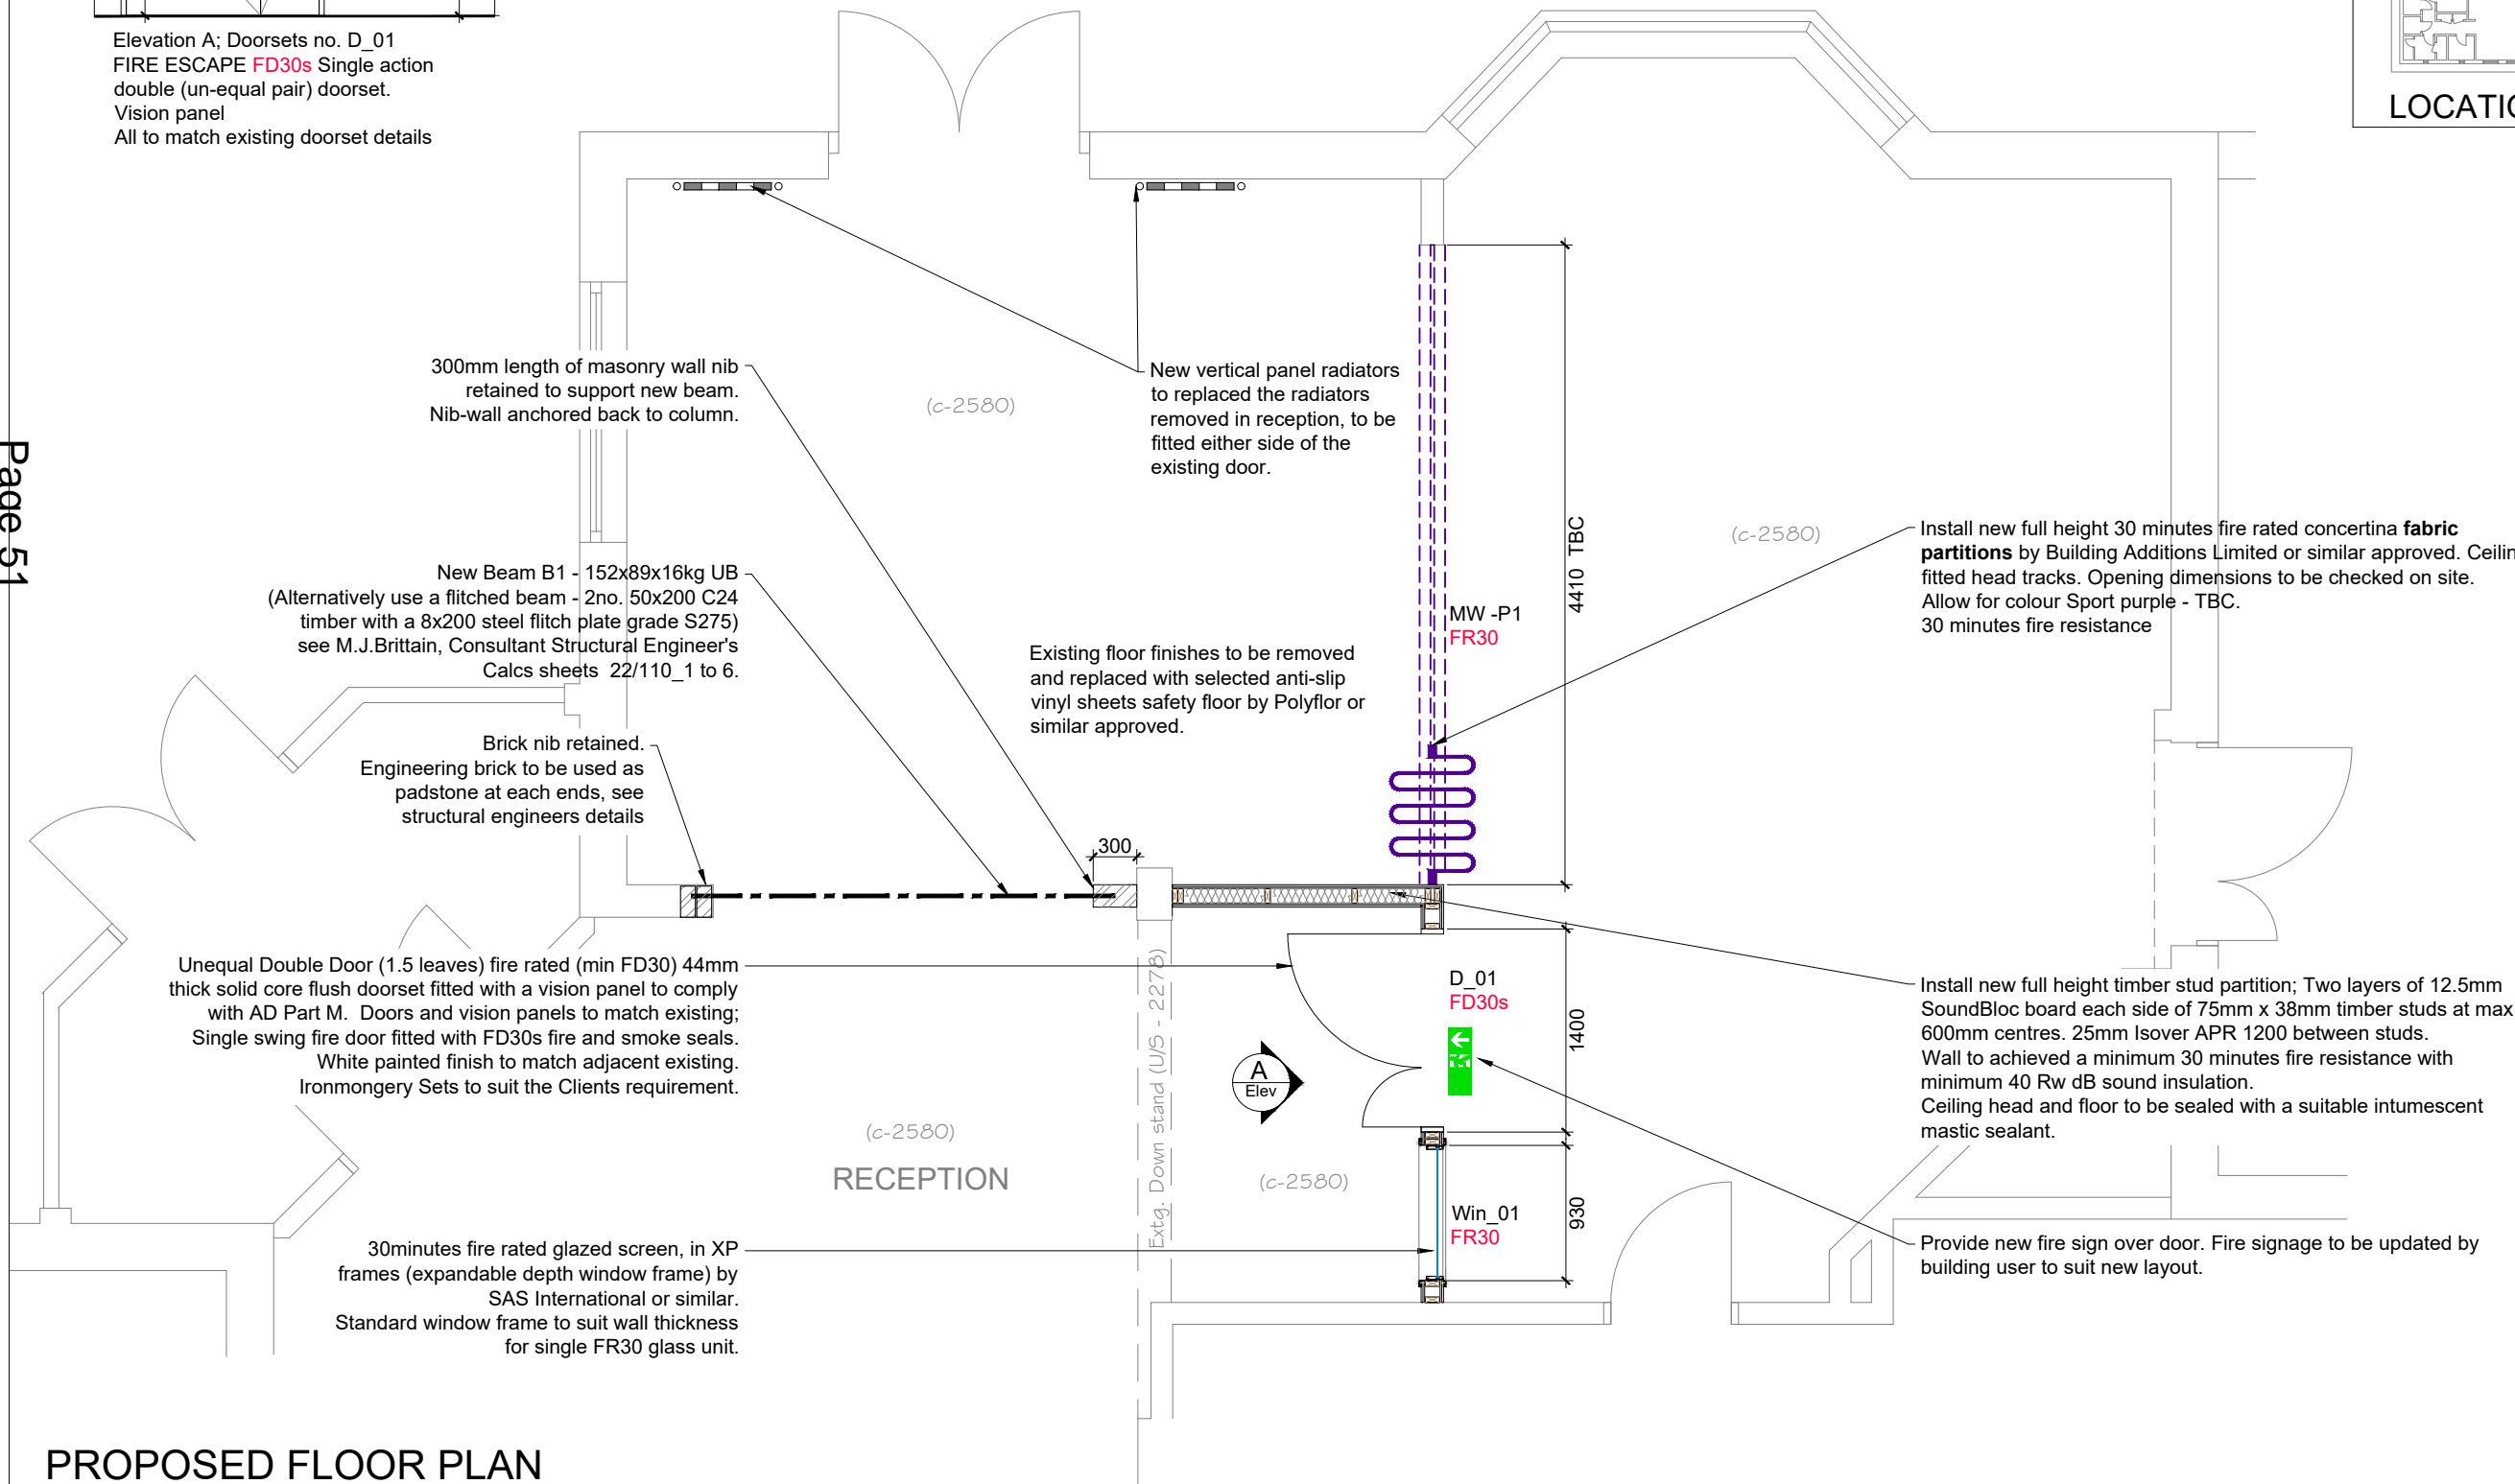 Elevation A; Doorsets no. D_01
FIRE ESCAPE FD30s Single action
double (un-equal pair) doorset.
Vision panel
All to match existing doorset details
LOCATIO
Page 51
300mm length of masonry wall nib
retained to support new beam.
Nib-wall anchored back to column.
(c-2580)
New vertical panel radiators
to replaced the radiators
removed in reception, to be
fitted either side of the
existing door.
4410 TBC
(c-2580)
Install new full height 30 minutes fire rated concertina fabric
partitions by Building Additions Limited or similar approved. Ceilin
fitted head tracks. Opening dimensions to be checked on site.
Allow for colour Sport purple - TBC.
30 minutes fire resistance
New Beam B1 - 152x89x16kg UB
(Alternatively use a flitched beam - 2no. 50x200 C24
timber with a 8x200 steel flitch plate grade S275)
see M.J.Brittain, Consultant Structural Engineer's
Calcs sheets 22/110_1 to 6.
MW -P1
FR30
Existing floor finishes to be removed
and replaced with selected anti-slip
vinyl sheets safety floor by Polyflor or
similar approved.
Brick nib retained.
Engineering brick to be used as
padstone at each ends, see
structural engineers details
300
Unequal Double Door (1.5 leaves) fire rated (min FD30) 44mm
thick solid core flush doorset fitted with a vision panel to comply
with AD Part M. Doors and vision panels to match existing;
Single swing fire door fitted with FD30s fire and smoke seals.
White painted finish to match adjacent existing.
Ironmongery Sets to suit the Clients requirement.
Extg. Down stand (U/S - 2278)
D_01
FD30s
1400
A
Elev
Install new full height timber stud partition; Two layers of 12.5mm
SoundBloc board each side of 75mm x 38mm timber studs at max
600mm centres. 25mm Isover APR 1200 between studs.
Wall to achieved a minimum 30 minutes fire resistance with
minimum 40 Rw dB sound insulation.
Ceiling head and floor to be sealed with a suitable intumescent
mastic sealant.
(c-2580)
RECEPTION
(c-2580)
Win_01
FR30
930
30minutes fire rated glazed screen, in XP
frames (expandable depth window frame) by
SAS International or similar.
Standard window frame to suit wall thickness
for single FR30 glass unit.
Provide new fire sign over door. Fire signage to be updated by
building user to suit new layout.
PROPOSED FLOOR PLAN